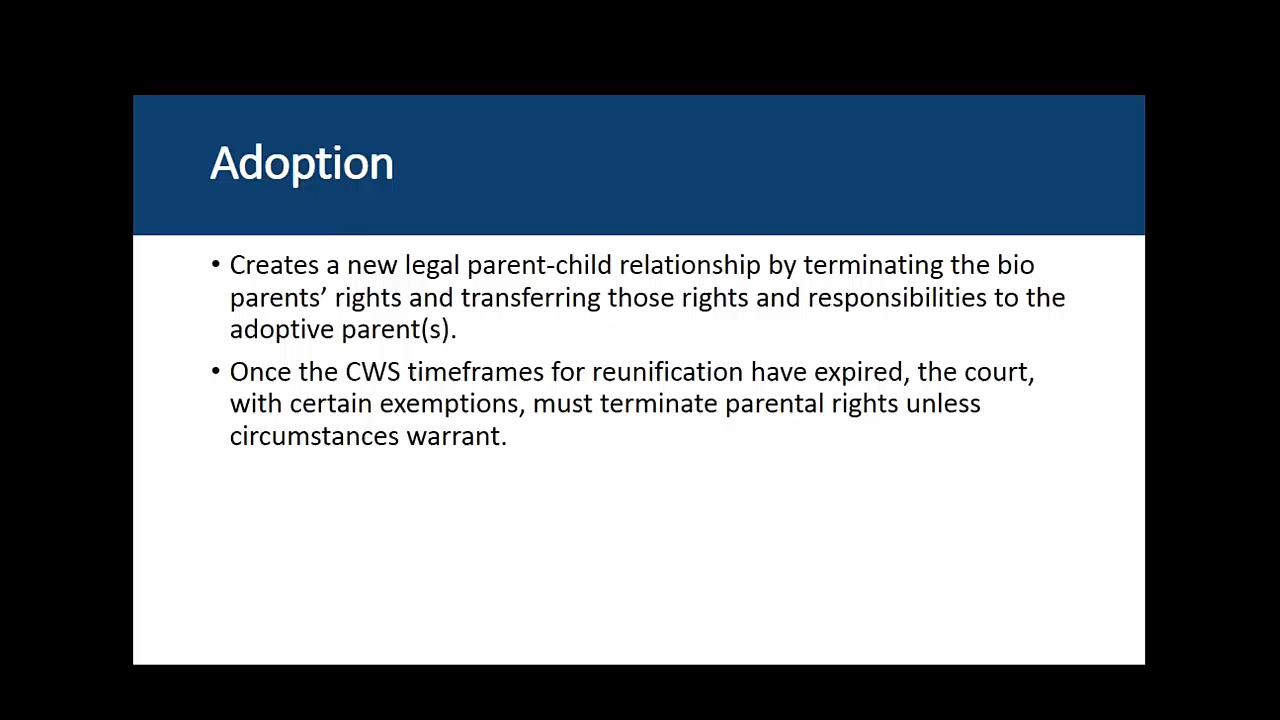 Adoption
• Creates a new legal parent-child relationship by terminating the bio
parents’ rights and transferring those rights and responsibilities to the
adoptive parent(s).
• Once the CWS timeframes for reunification have expired, the court,
with certain exemptions, must terminate parental rights unless
circumstances warrant.